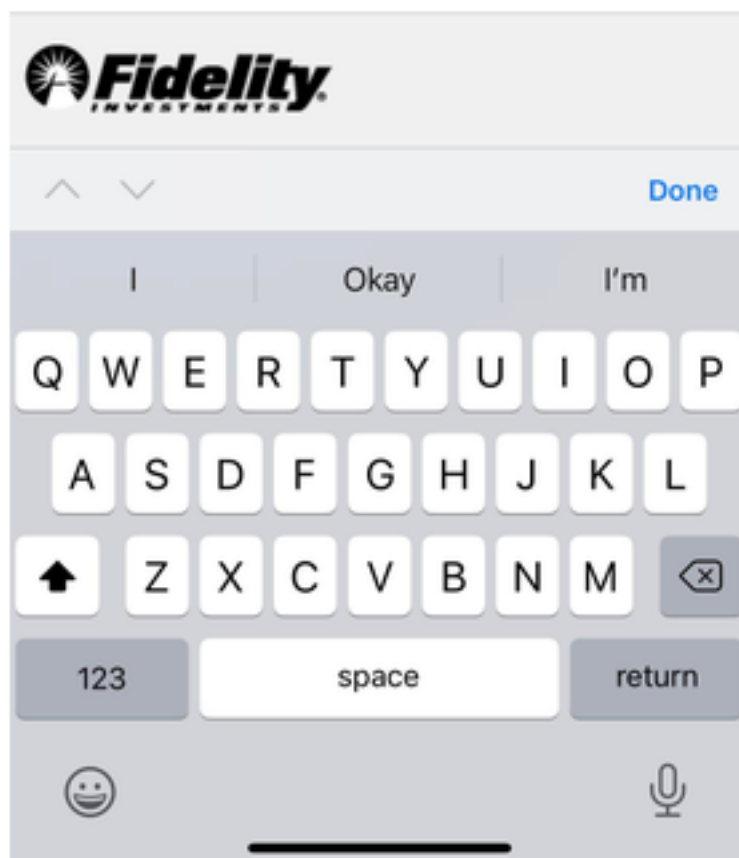 Fidelity
INVESTMENTS®
Done
I Okay I'm
Q W E R T Y U I O P
A S D F G H J K L
Z X C V B N M
123 space return